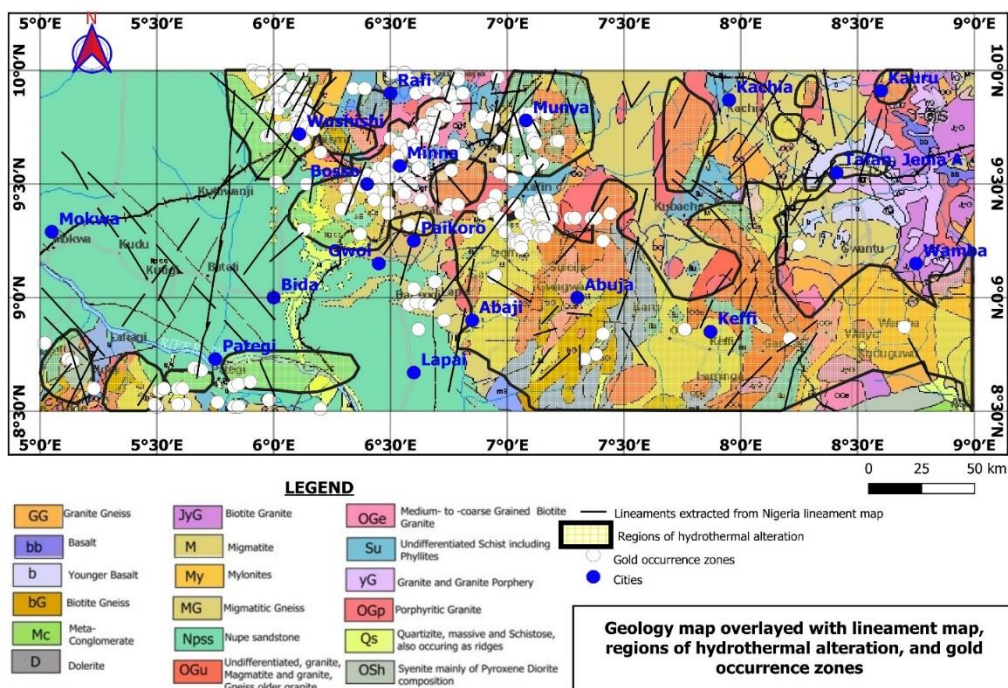 N
5°0'E 5°30'E 6°0'E 6°30'E 7°0'E 7°30'E 8°0'E 8°30'E 9°0'E
10°0'N 10°0'N
Rafi Kachia Kauru
Wushishi Munya
Minna
Bosso Tafan, Jema A
9°30'N 9°30'N
Mokwa Paikoro
Kudu
Gwoi Wamba
Bida Abuja
9°0'N 9°0'N
Abaji Keffi
Pategi Lapai
8°30'N 8°30'N
5°0'E 5°30'E 6°0'E 6°30'E 7°0'E 7°30'E 8°0'E 8°30'E 9°0'E
0 25 50 km
LEGEND
GG Granite Gneiss
bb Basalt
b Younger Basalt
bG Biotite Gneiss
Mc Meta-
Conglomerate
D Dolerite
JyG Biotite Granite
M Migmatite
My Mylonites
MG Migmatitic Gneiss
Npss Nupe sandstone
OGu Undifferentiated, granite,
Magmatite and granite,
Gneiss older granite
OGe Medium- to -coarse Grained Biotite
Granite
Su Undifferentiated Schist including
Phyllites
yG Granite and Granite Porphery
OGp Porphyritic Granite
Qs Quartizite, massive and Schistose,
also occuring as ridges
OSh Syenite mainly of Pyroxene Diorite
composition
Lineaments extracted from Nigeria lineament map
Regions of hydrothermal alteration
Gold occurrence zones
Cities
Geology map overlayed with lineament map,
regions of hydrothermal alteration, and gold
occurrence zones